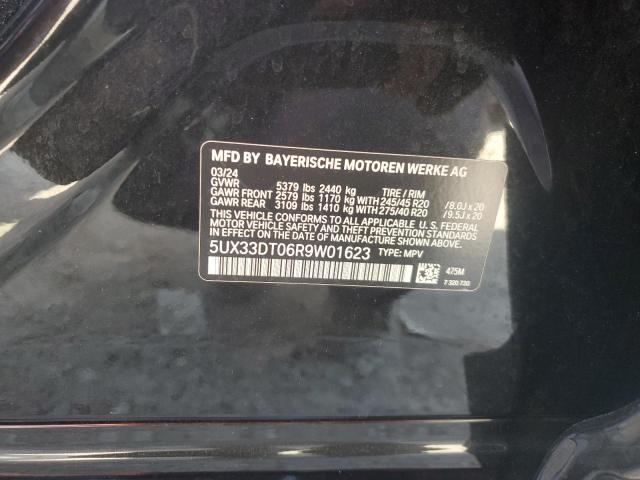 MFD BY BAYERISCHE MOTOREN WERKE AG
03/24
GVWR 5379 lbs 2440 kg TIRE / RIM
GAWR FRONT 2579 lbs 1170 kg WITH 245/45 R20 /8.0J x 20
GAWR REAR 3109 lbs 1410 kg WITH 275/40 R20 /9.5J x 20
THIS VEHICLE CONFORMS TO ALL APPLICABLE U.S. FEDERAL
MOTOR VEHICLE SAFETY STANDARDS IN EFFECT ON THE DATE
OF MANUFACTURE SHOWN ABOVE.
5UX33DT06R9W01623 TYPE: MPV
475M
7 320 730